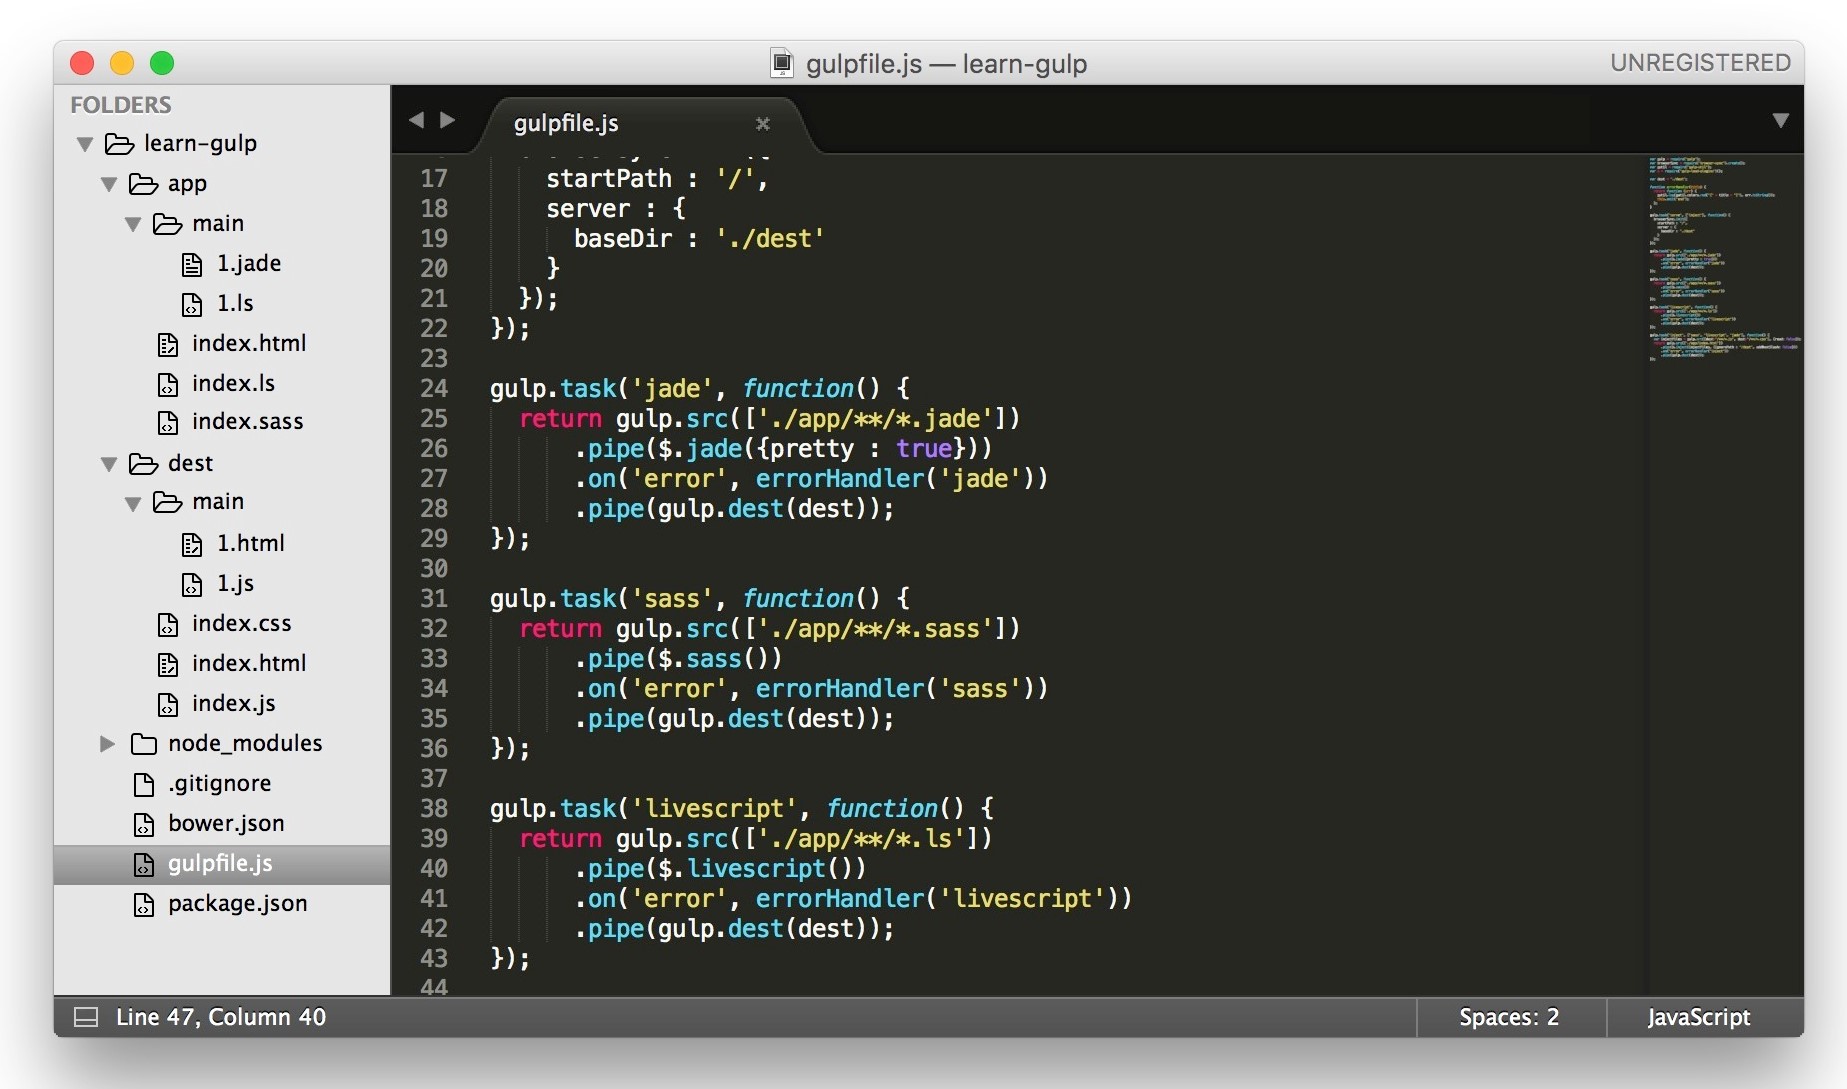 gulpfile.js — learn-gulp
UNREGISTERED
FOLDERS
learn-gulp
app
main
1.jade
1.ls
index.html
index.ls
index.sass
dest
main
1.html
1.js
index.css
index.html
index.js
node_modules
.gitignore
bower.json
gulpfile.js
package.json
gulpfile.js
17 startPath : '/',
18 server : {
19 baseDir : './dest'
20 }
21 });
22 });
23
24 gulp.task('jade', function() {
25 return gulp.src(['./app/**/*.jade'])
26 .pipe($.jade({pretty : true}))
27 .on('error', errorHandler('jade'))
28 .pipe(gulp.dest(dest));
29 });
30
31 gulp.task('sass', function() {
32 return gulp.src(['./app/**/*.sass'])
33 .pipe($.sass())
34 .on('error', errorHandler('sass'))
35 .pipe(gulp.dest(dest));
36 });
37
38 gulp.task('livescript', function() {
39 return gulp.src(['./app/**/*.ls'])
40 .pipe($.livescript())
41 .on('error', errorHandler('livescript'))
42 .pipe(gulp.dest(dest));
43 });
44
Line 47, Column 40
Spaces: 2
JavaScript